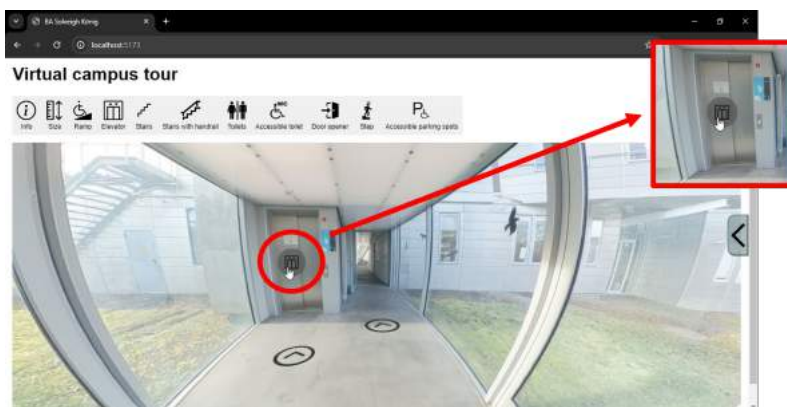 BA Solveigh König
localhost:5173
Virtual campus tour
Info Size Ramp Elevator Stairs Stairs with handrail Toilets Accessible toilet Door opener Step Accessible parking spots